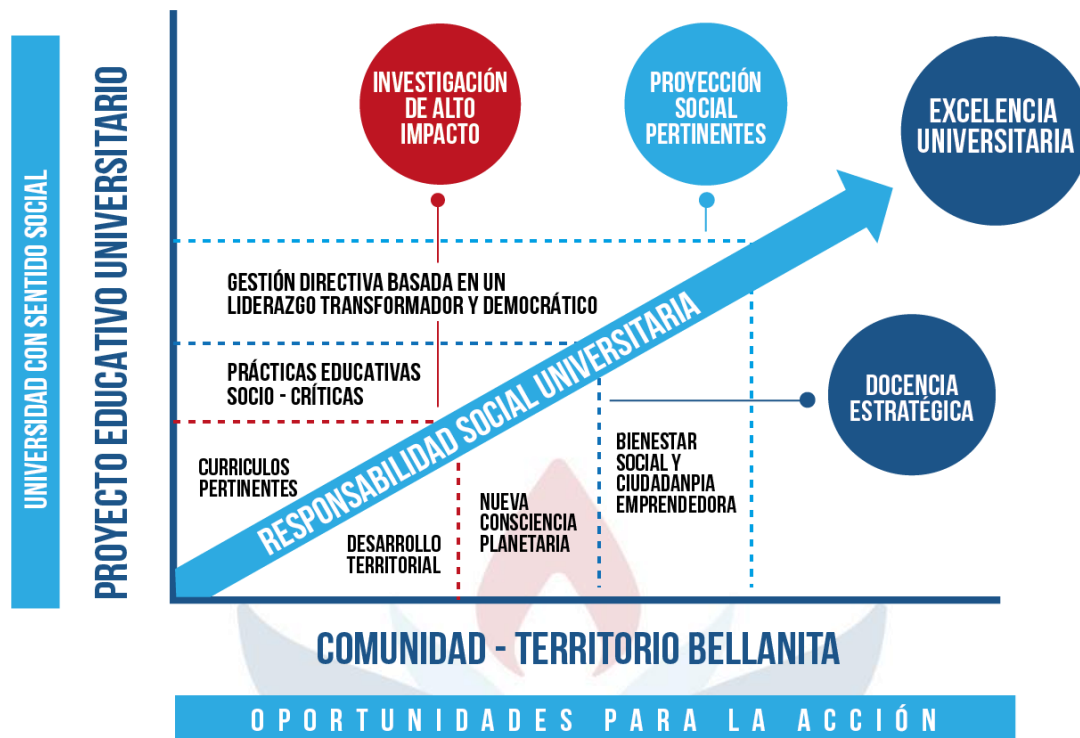 UNIVERSIDAD CON SENTIDO SOCIAL
PROYECTO EDUCATIVO UNIVERSITARIO
INVESTIGACIÓN
DE ALTO
IMPACTO
PROYECCIÓN
SOCIAL
PERTINENTES
EXCELENCIA
UNIVERSITARIA
GESTIÓN DIRECTIVA BASADA EN UN
LIDERAZGO TRANSFORMADOR Y DEMOCRÁTICO
PRÁCTICAS EDUCATIVAS
SOCIO - CRÍTICAS
CURRICULOS
PERTINENTES
RESPONSABILIDAD SOCIAL UNIVERSITARIA
DOCENCIA
ESTRATÉGICA
DESARROLLO
TERRITORIAL
NUEVA
CONSCIENCIA
PLANETARIA
BIENESTAR
SOCIAL Y
CIUDADANPIA
EMPRENDEDORA
COMUNIDAD - TERRITORIO BELLANITA
OPORTUNIDADES PARA LA ACCIÓN